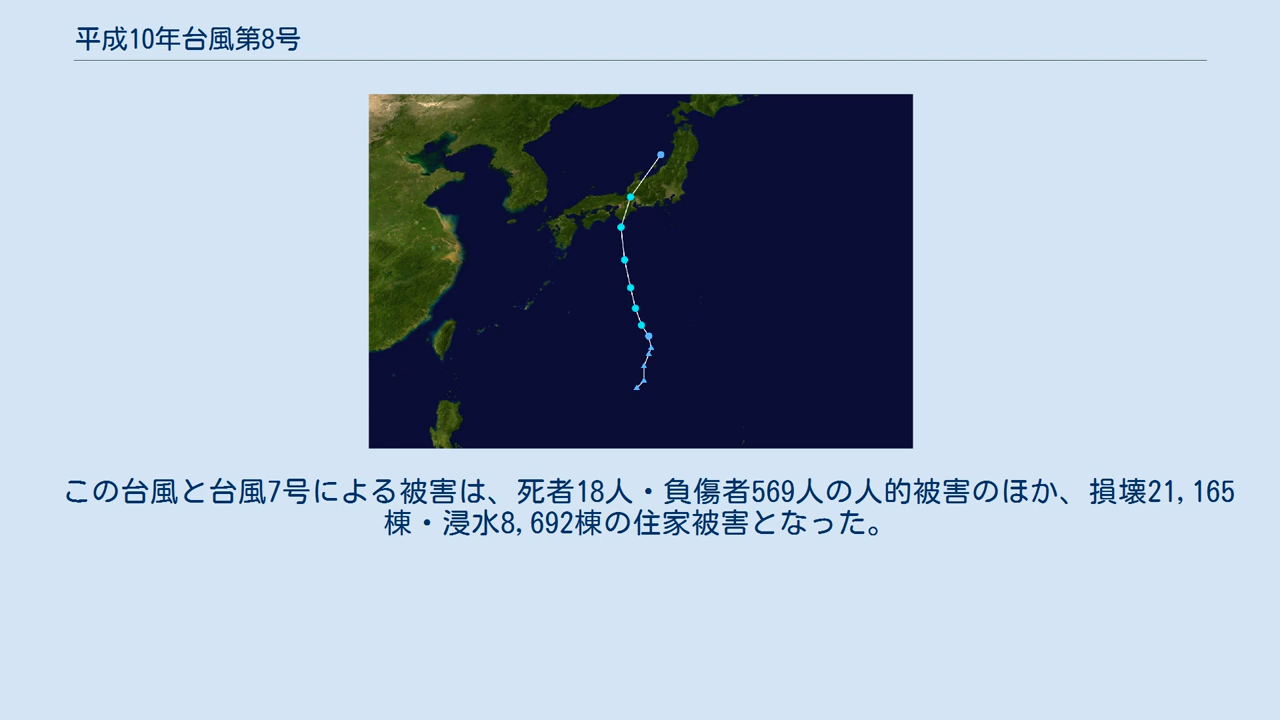 平成10年台風第8号
この台風と台風7号による被害は、死者18人・負傷者569人の人的被害のほか、損壊21,165
棟・浸水8,692棟の住家被害となった。